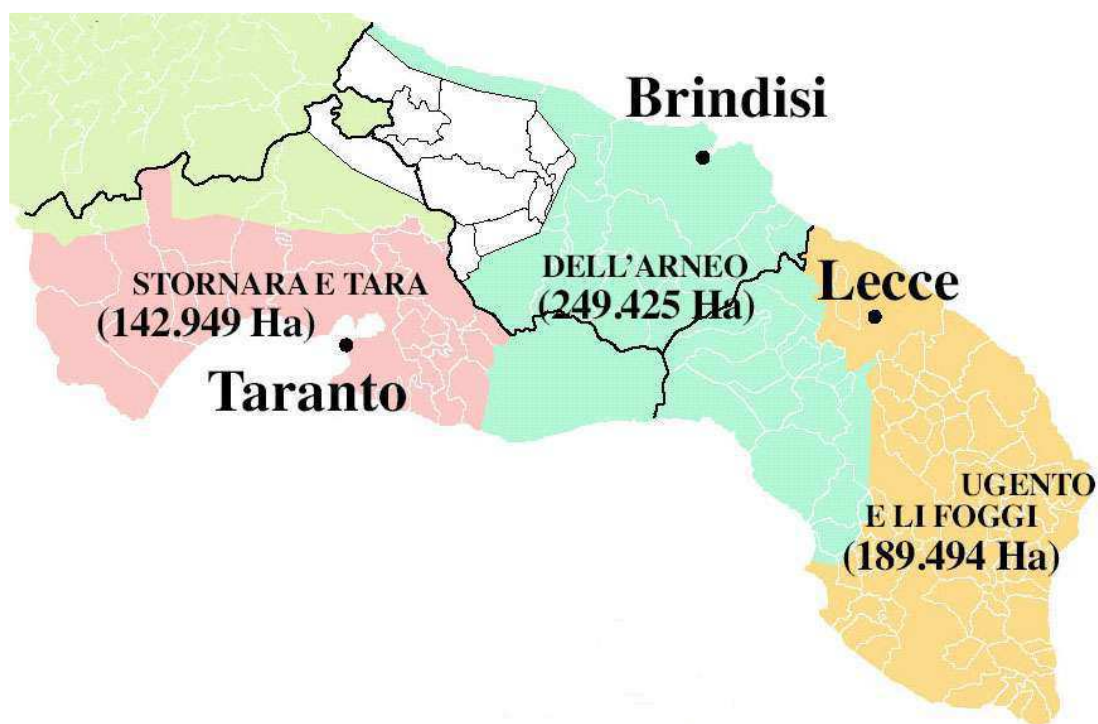 Brindisi
DELL'ARNEO
(249.425 Ha)
STORNARA E TARA
(142.949 Ha)
Lecce
Taranto
UGENTO
E LI FOGGI
(189.494 Ha)